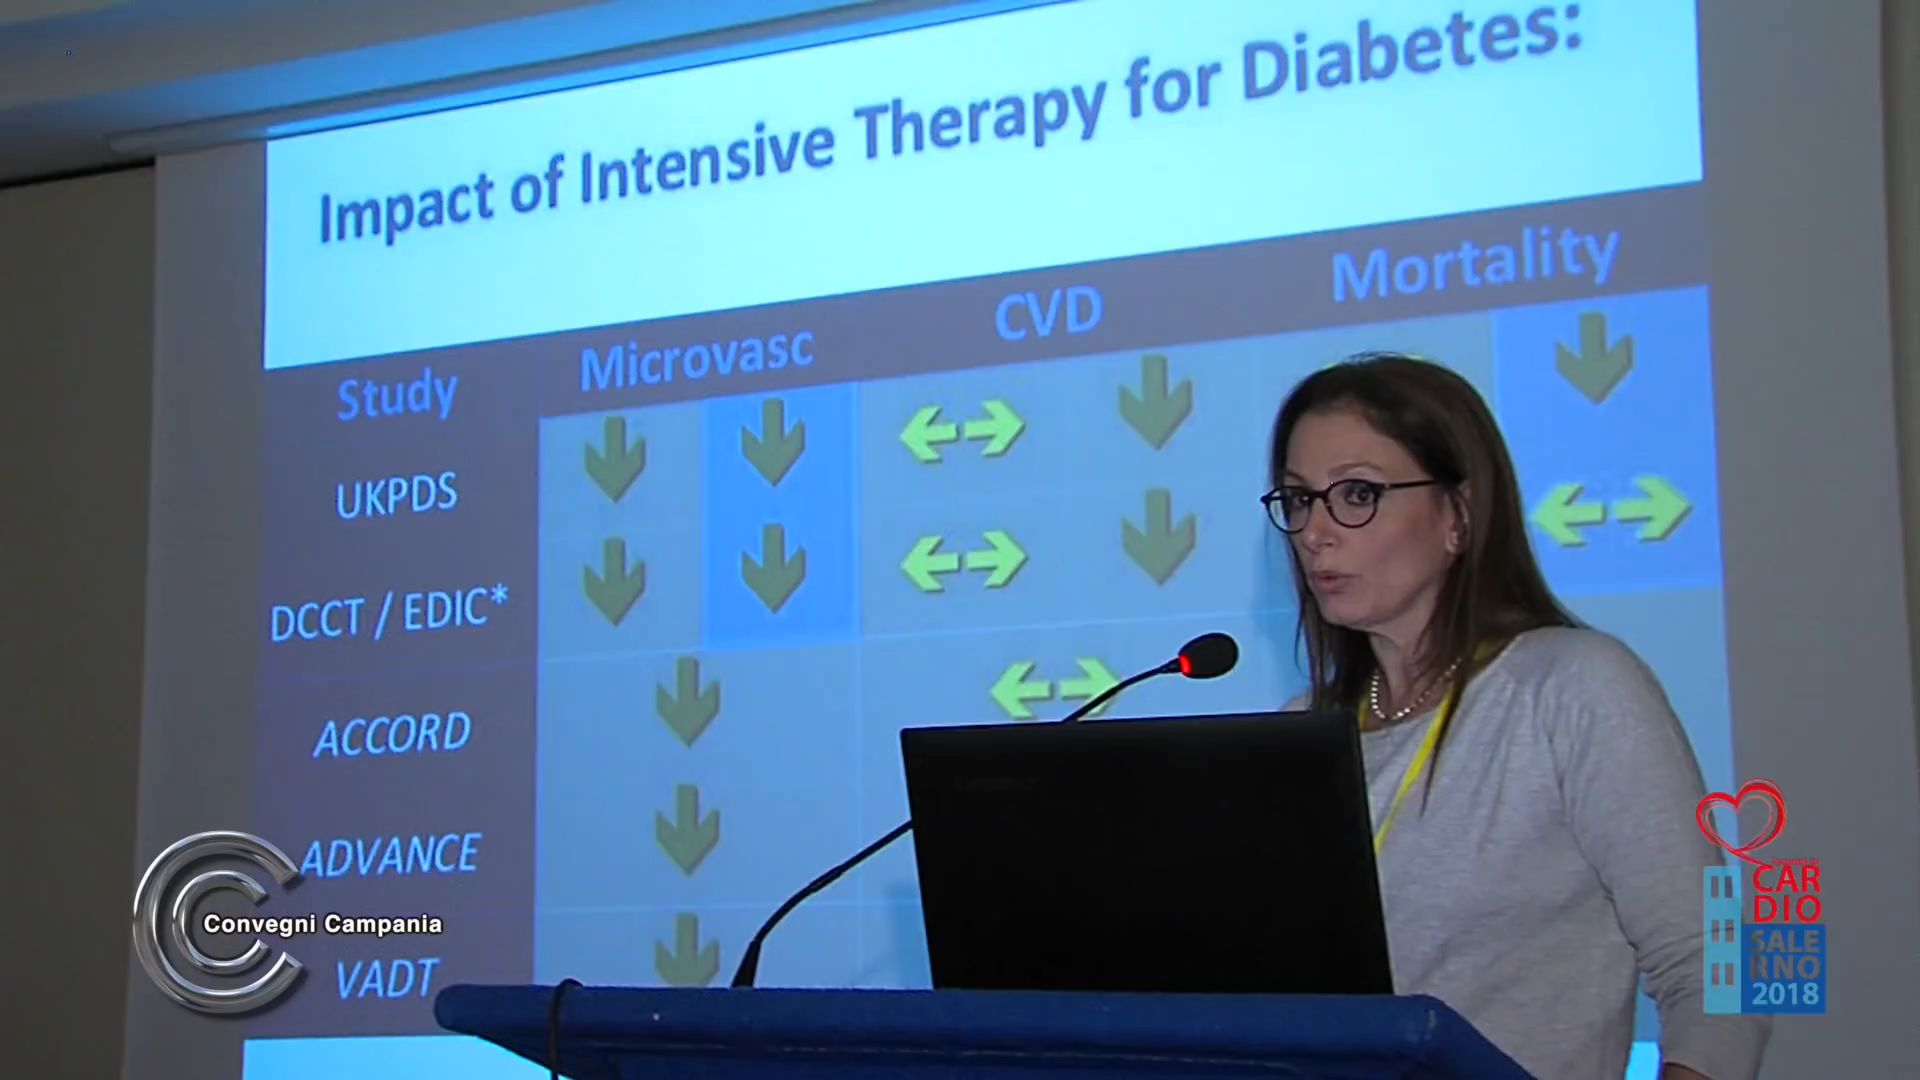 Impact of Intensive Therapy for Diabetes:
Study
Microvasc
CVD
Mortality
UKPDS
DCCT / EDIC*
ACCORD
ADVANCE
VADT
Convegni Campania
CAR
DIO
SALE
RNO
2018